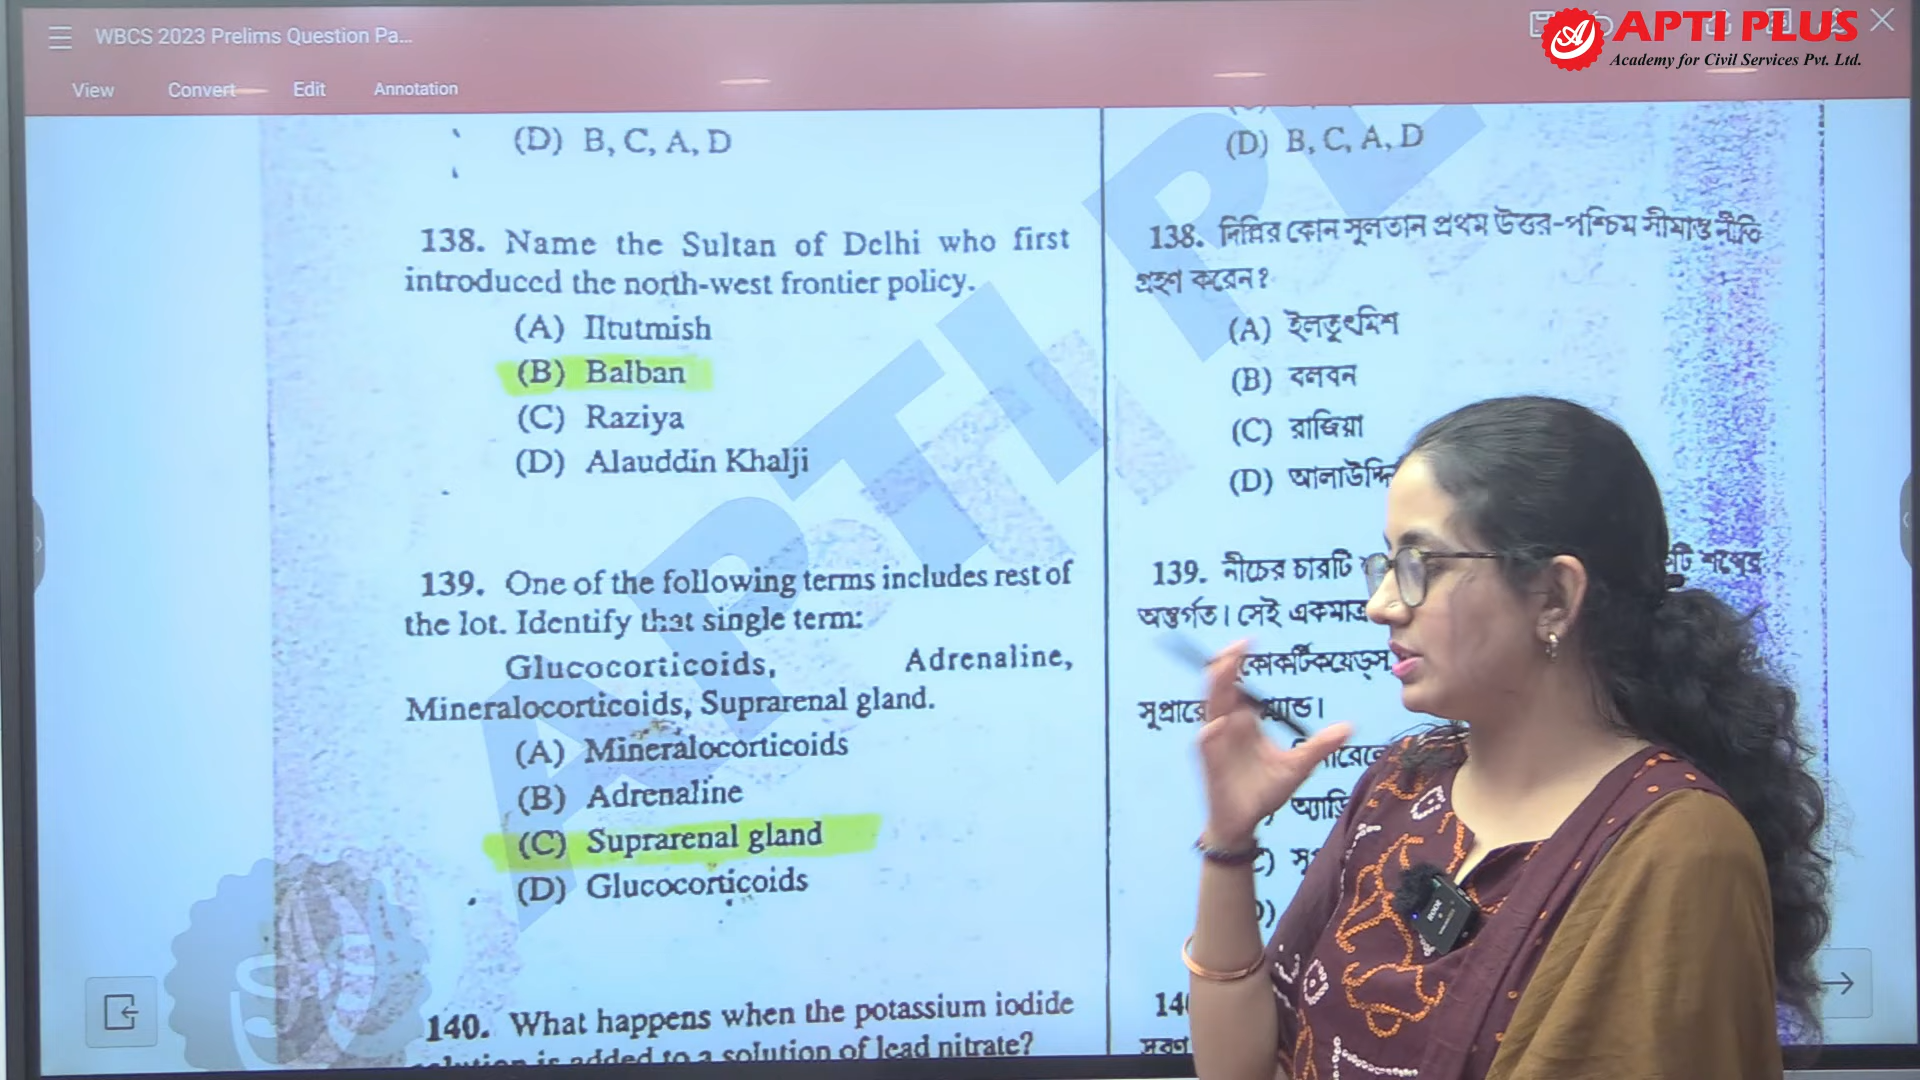 WBCS 2023 Prelims Question Pa...
APTI PLUS
Academy for Civil Services Pvt. Ltd.
View Convert Edit Annotation
(D) B, C, A, D
138. Name the Sultan of Delhi who first
introduced the north-west frontier policy.
(A) Iltutmish
(B) Balban
(C) Raziya
(D) Alauddin Khalji
139. One of the following terms includes rest of
the lot. Identify that single term:
Glucocorticoids, Adrenaline,
Mineralocorticoids, Suprarenal gland.
(A) Mineralocorticoids
(B) Adrenaline
(C) Suprarenal gland
(D) Glucocorticoids
140. What happens when the potassium iodide
is added to a solution of lead nitrate?
(D) B, C, A, D
138. দিল্লির কোন সুলতান প্রথম উত্তর-পশ্চিম সীমান্ত নীতি
গ্রহণ করেন?
(A) ইলতুৎমিশ
(B) বলবন
(C) রাজিয়া
(D)
139. নীচের চারটি
অন্তর্গত। সেই একমাত্র
APTI PL